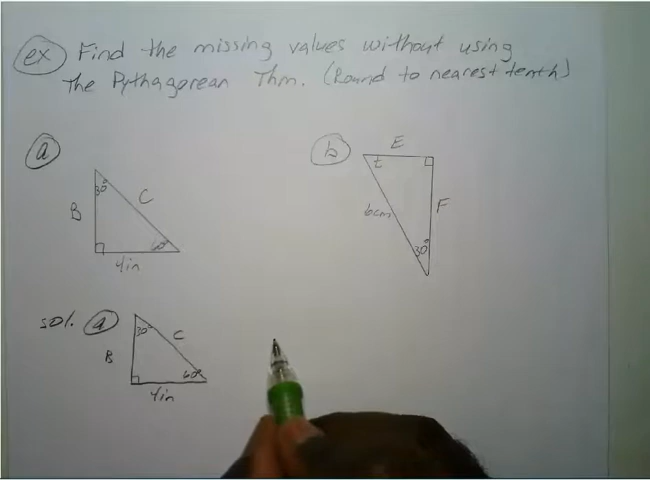 ex Find the missing values without using
the Pythagorean Thm. (Round to nearest tenth)
a
30°
B
C
60°
4in
b
E
t
6cm
F
30°
sol. a
30°
C
B
60°
4in